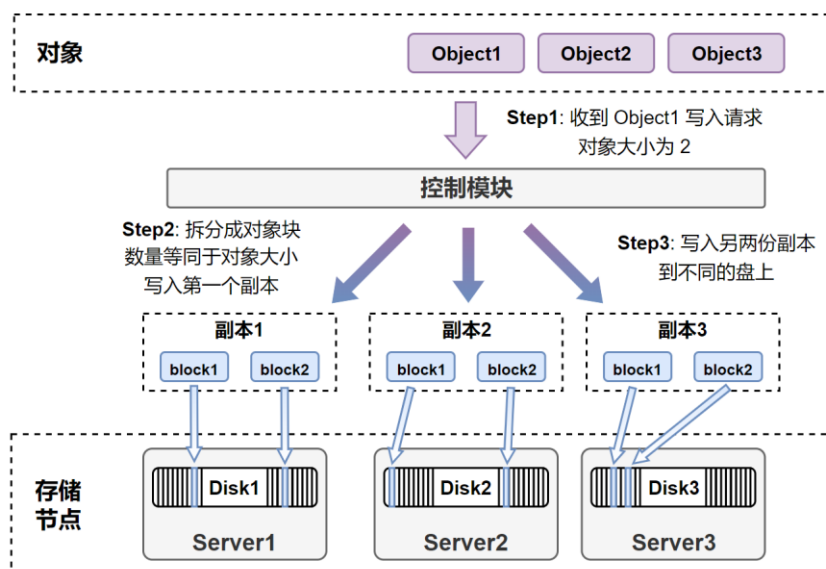 对象
Object1
Object2
Object3
Step1: 收到 Object1 写入请求
对象大小为 2
控制模块
Step2: 拆分成对象块
数量等同于对象大小
写入第一个副本
Step3: 写入另两份副本
到不同的盘上
副本1
block1
block2
副本2
block1
block2
副本3
block1
block2
存储
节点
Disk1
Server1
Disk2
Server2
Disk3
Server3